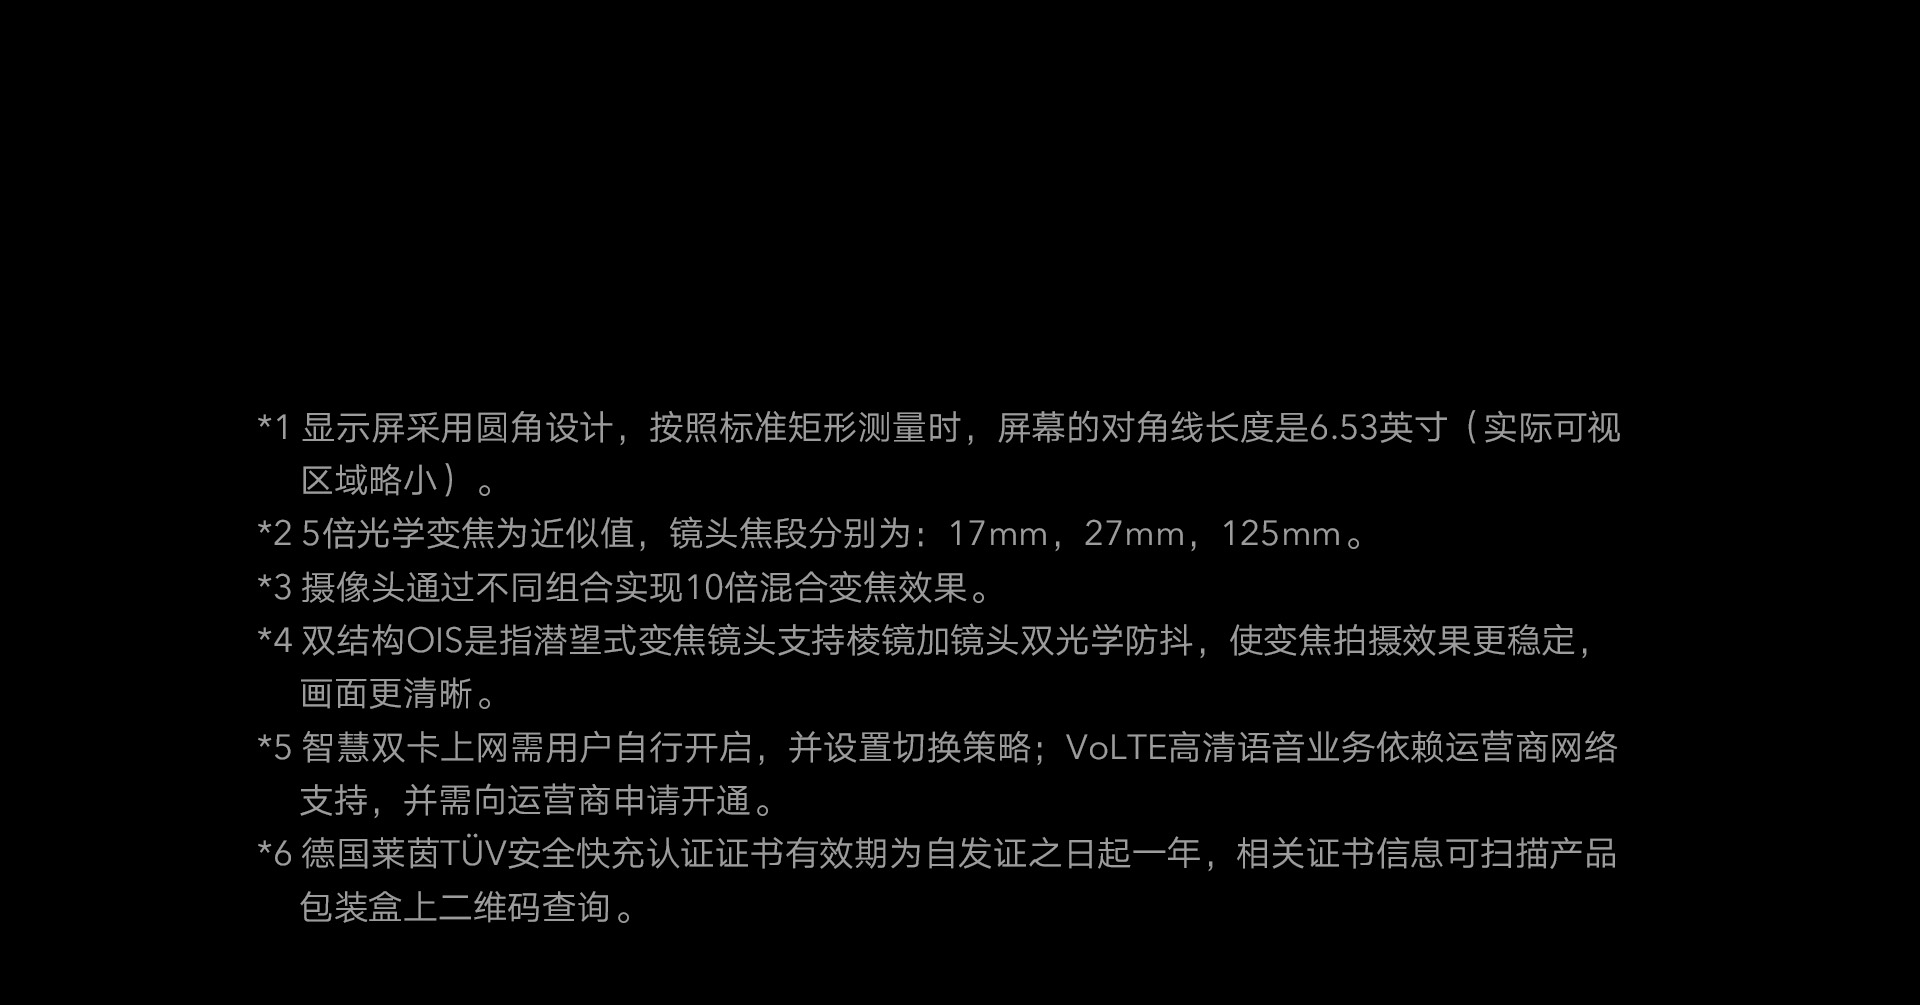 *1 显示屏采用圆角设计，按照标准矩形测量时，屏幕的对角线长度是6.53英寸（实际可视
区域略小）。
*2 5倍光学变焦为近似值，镜头焦段分别为：17mm，27mm，125mm。
*3 摄像头通过不同组合实现10倍混合变焦效果。
*4 双结构OIS是指潜望式变焦镜头支持棱镜加镜头双光学防抖，使变焦拍摄效果更稳定，
画面更清晰。
*5 智慧双卡上网需用户自行开启，并设置切换策略；VoLTE高清语音业务依赖运营商网络
支持，并需向运营商申请开通。
*6 德国莱茵TÜV安全快充认证证书有效期为自发证之日起一年，相关证书信息可扫描产品
包装盒上二维码查询。